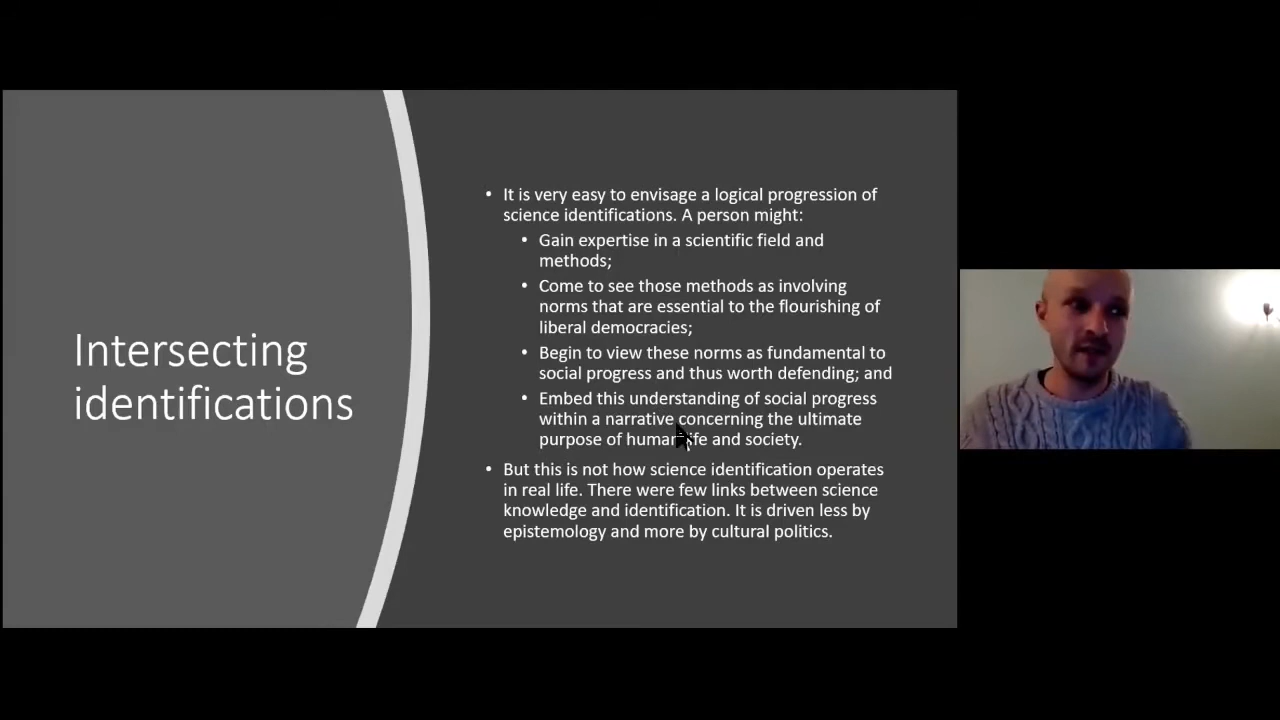 Intersecting
identifications
• It is very easy to envisage a logical progression of
science identifications. A person might:
• Gain expertise in a scientific field and
methods;
• Come to see those methods as involving
norms that are essential to the flourishing of
liberal democracies;
• Begin to view these norms as fundamental to
social progress and thus worth defending; and
• Embed this understanding of social progress
within a narrative concerning the ultimate
purpose of human life and society.
• But this is not how science identification operates
in real life. There were few links between science
knowledge and identification. It is driven less by
epistemology and more by cultural politics.